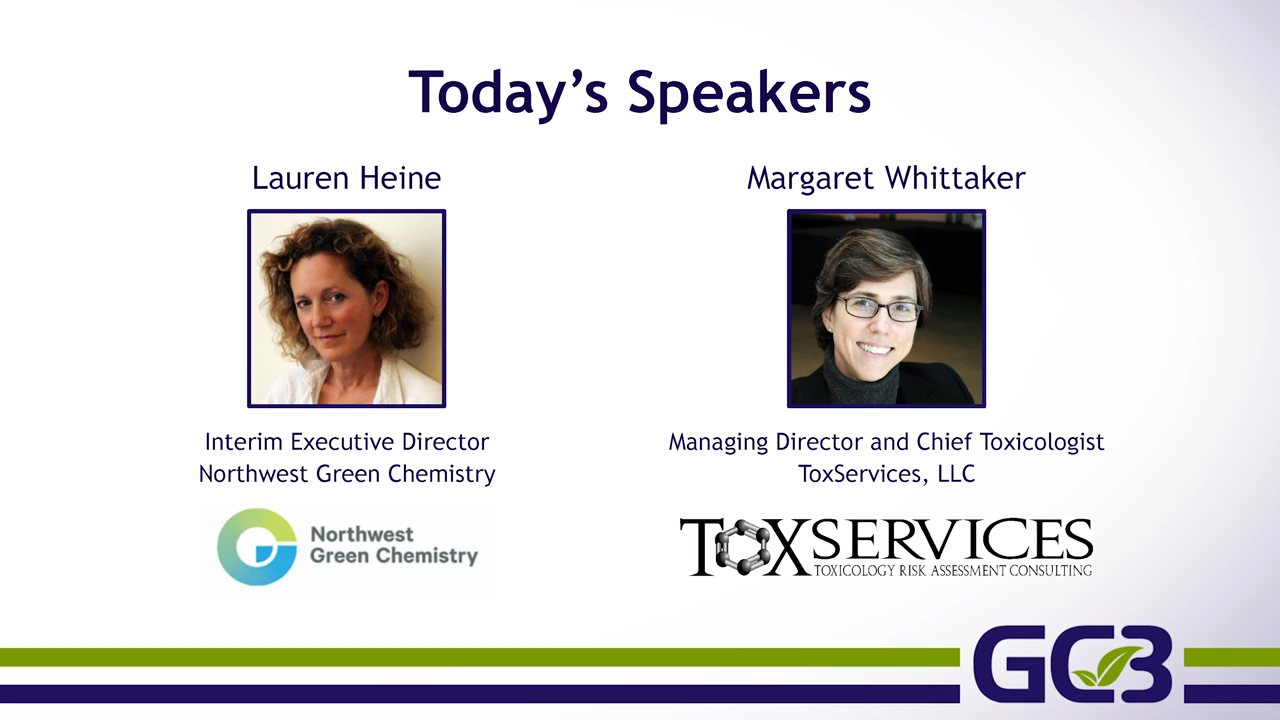 Today's Speakers
Lauren Heine
Margaret Whittaker
Interim Executive Director
Northwest Green Chemistry
Managing Director and Chief Toxicologist
ToxServices, LLC
Northwest
Green Chemistry
TOXSERVICES
TOXICOLOGY RISK ASSESSMENT CONSULTING
GC3